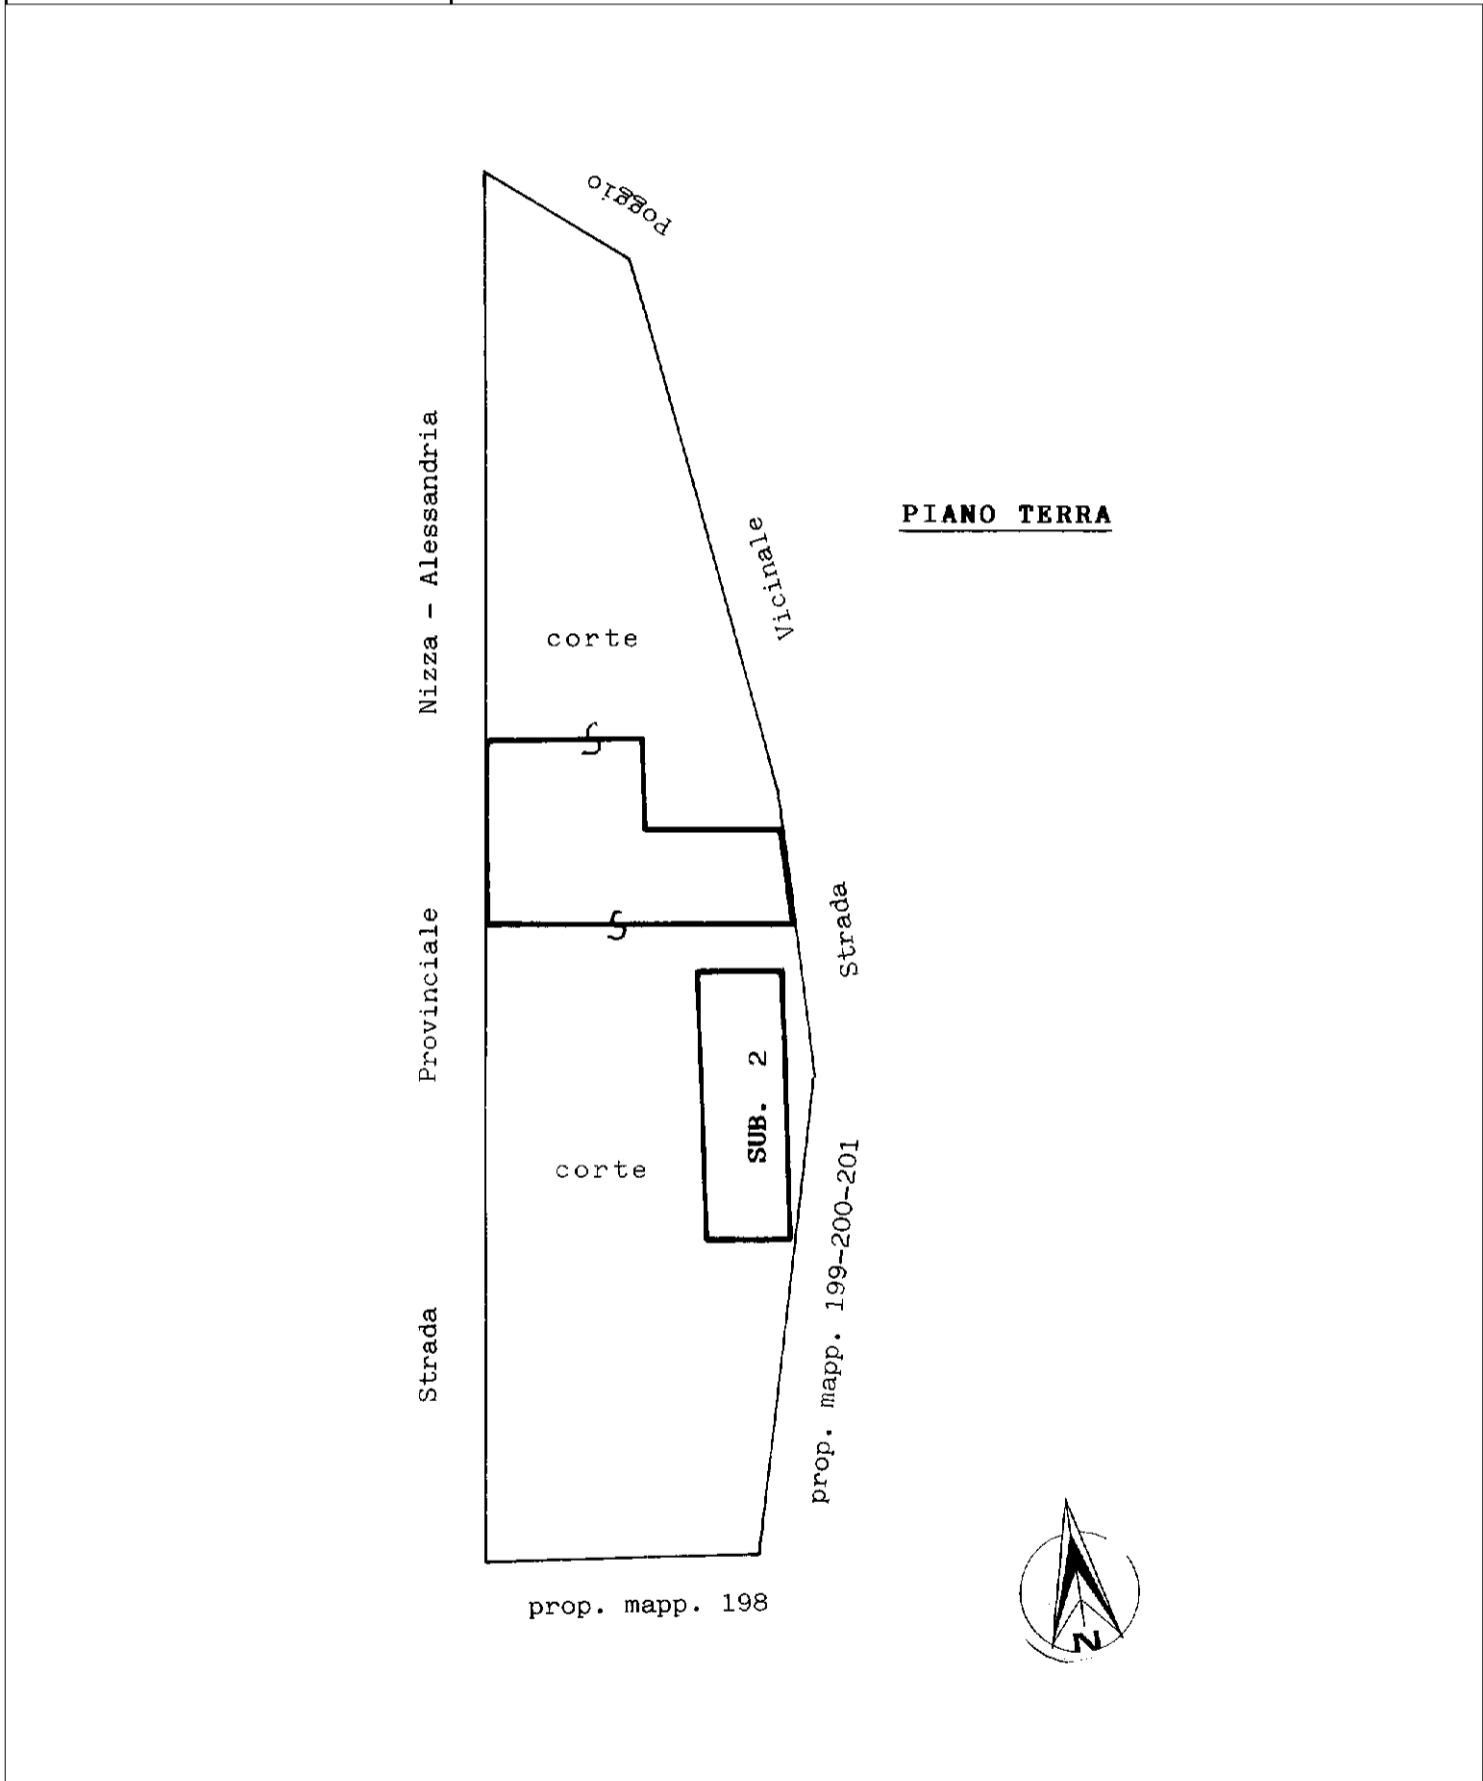 Poggio
Nizza - Alessandria
PIANO TERRA
Vicinale
corte
Strada
Provinciale
SUB. 2
corte
prop. mapp. 199-200-201
Strada
prop. mapp. 198
N